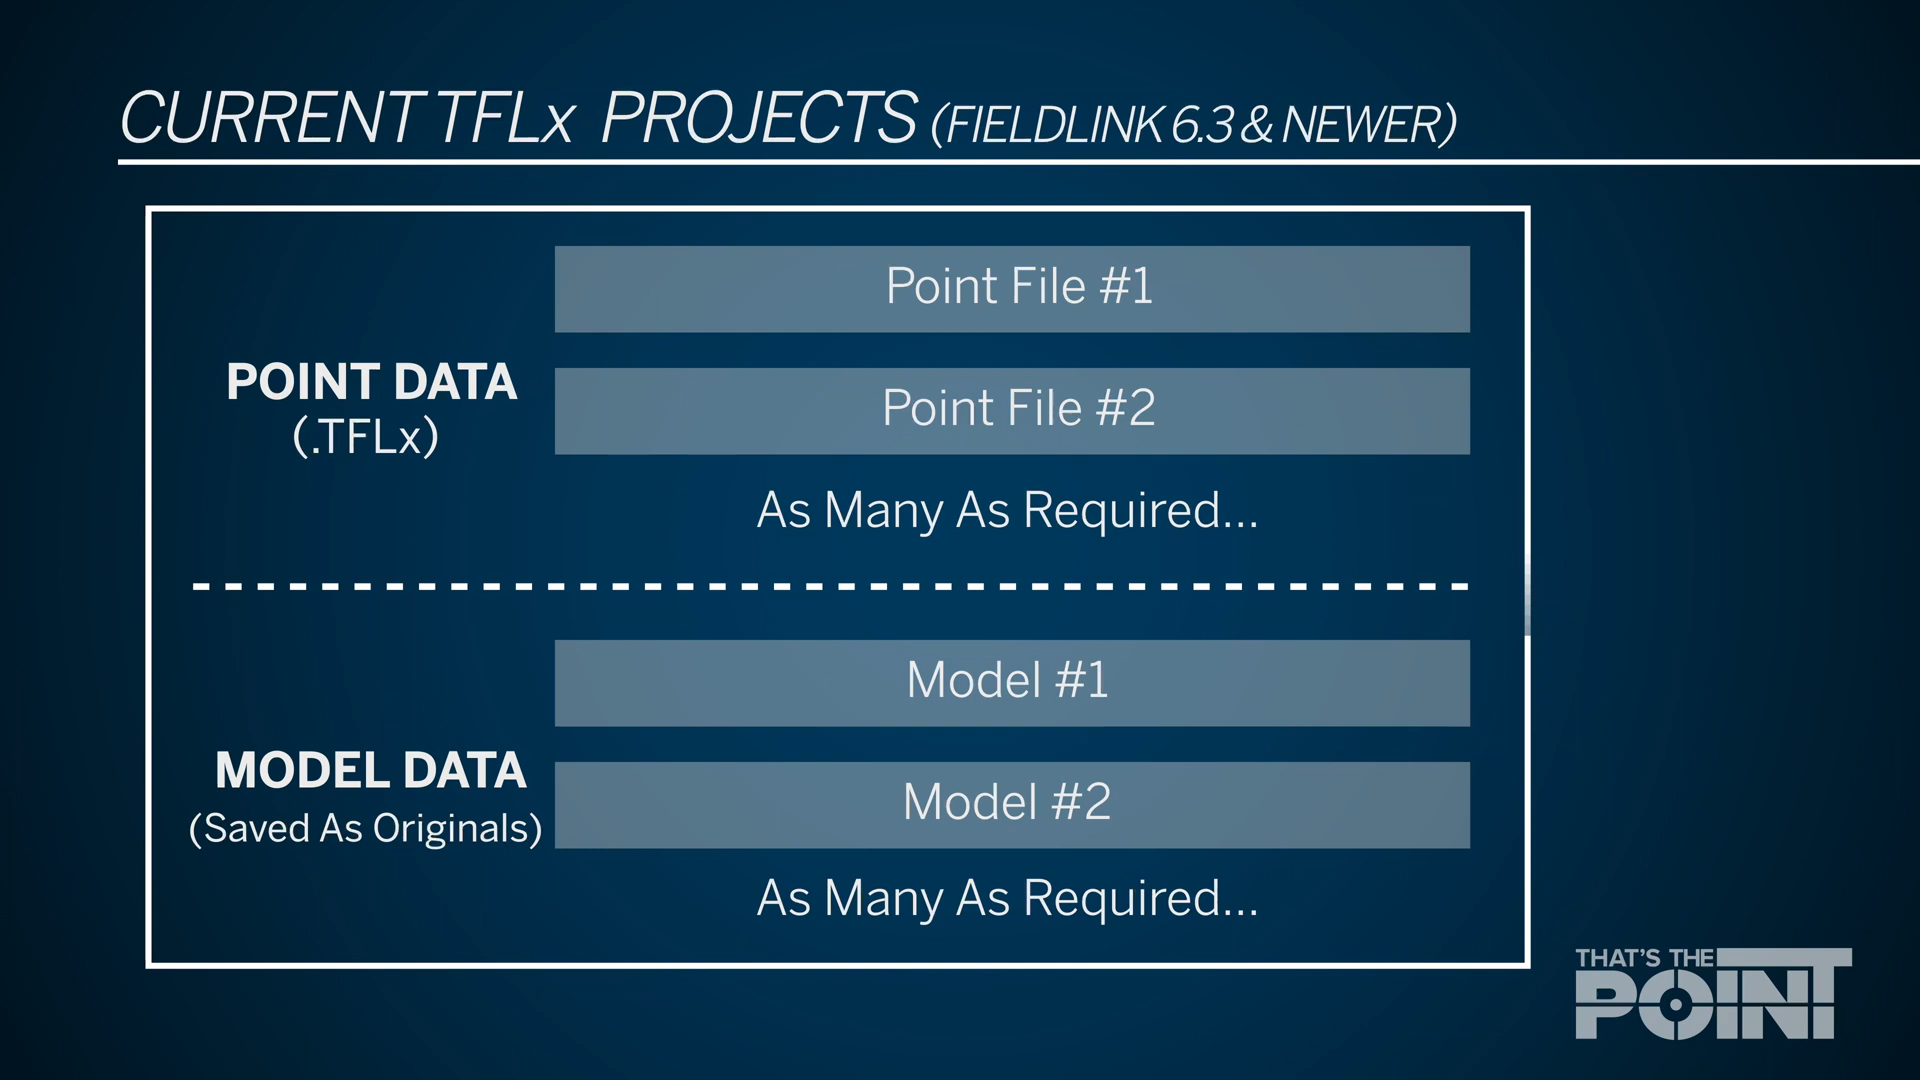 CURRENT TFLx PROJECTS (FIELDLINK 6.3 & NEWER)
Point File #1
POINT DATA
(.TFLx)
Point File #2
As Many As Required...
Model #1
MODEL DATA
(Saved As Originals)
Model #2
As Many As Required...
THAT'S THE
POINT